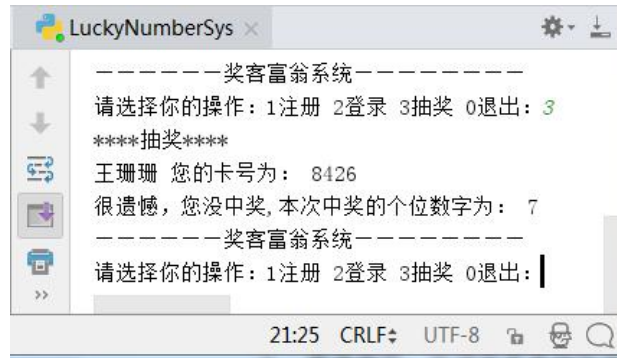 LuckyNumberSys
－－－－－－奖客富翁系统－－－－－－－－
请选择你的操作：1注册 2登录 3抽奖 0退出：3
****抽奖****
王珊珊 您的卡号为： 8426
很遗憾，您没中奖,本次中奖的个位数字为： 7
－－－－－－奖客富翁系统－－－－－－－－
请选择你的操作：1注册 2登录 3抽奖 0退出：
21:25 CRLF UTF-8